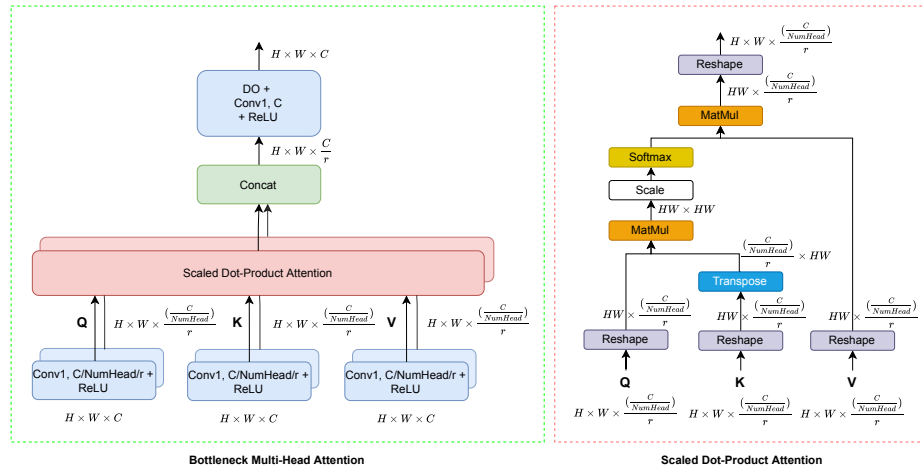 H × W × C
DO +
Conv1, C
+ ReLU
H × W × C/r
Concat
Scaled Dot-Product Attention
Q
H × W × (C/NumHead)/r
K
H × W × (C/NumHead)/r
V
H × W × (C/NumHead)/r
Conv1, C/NumHead/r +
ReLU
Conv1, C/NumHead/r +
ReLU
Conv1, C/NumHead/r +
ReLU
H × W × C
H × W × C
H × W × C
Bottleneck Multi-Head Attention
H × W × (C/NumHead)/r
Reshape
HW × (C/NumHead)/r
MatMul
Softmax
Scale
HW × HW
MatMul
(C/NumHead)/r × HW
Transpose
HW × (C/NumHead)/r
HW × (C/NumHead)/r
HW × (C/NumHead)/r
Reshape
Reshape
Reshape
Q
K
V
H × W × (C/NumHead)/r
H × W × (C/NumHead)/r
H × W × (C/NumHead)/r
Scaled Dot-Product Attention